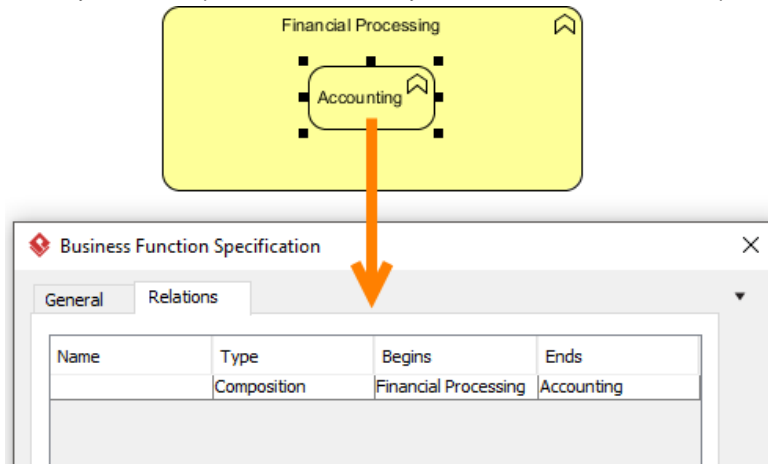 Financial Processing
Accounting
Business Function Specification
General Relations
Name Type Begins Ends
Composition Financial Processing Accounting